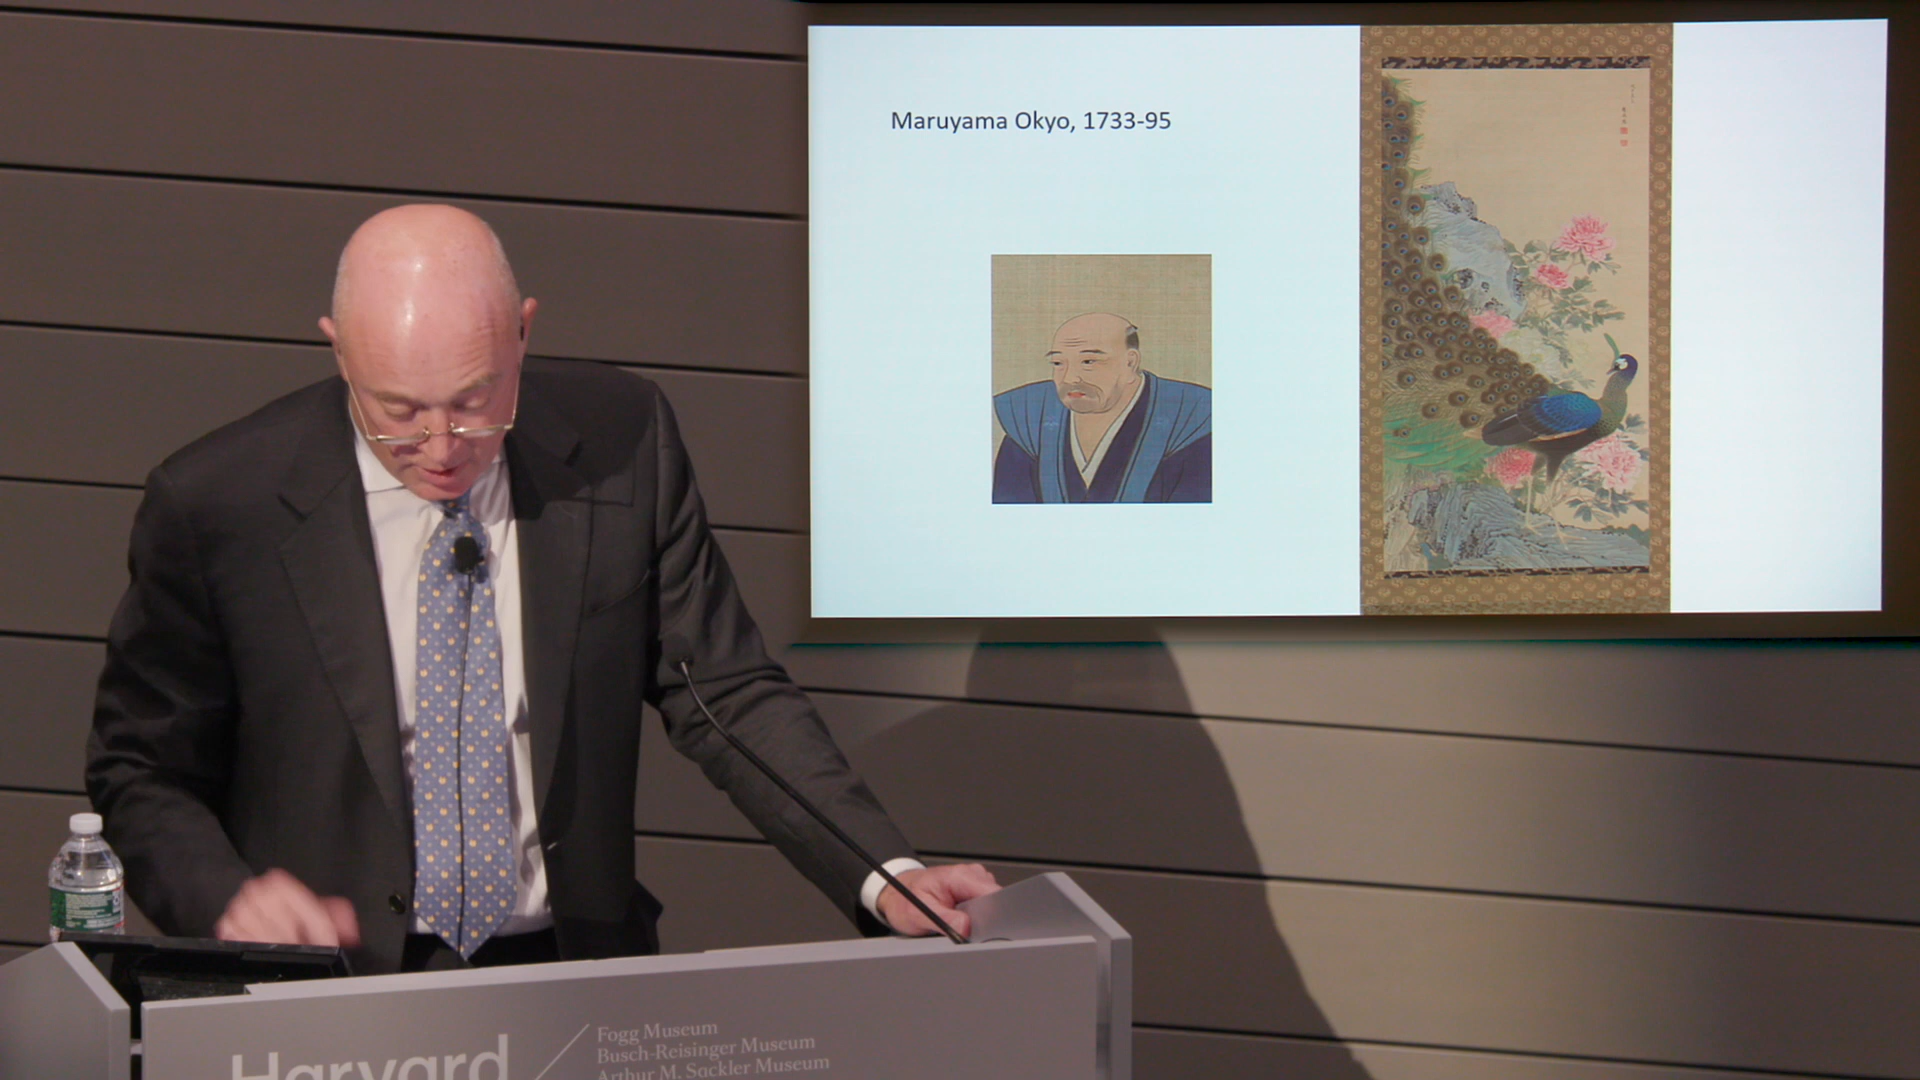 Maruyama Okyo, 1733-95
Harvard
Fogg Museum
Busch-Reisinger Museum
Arthur M. Sackler Museum